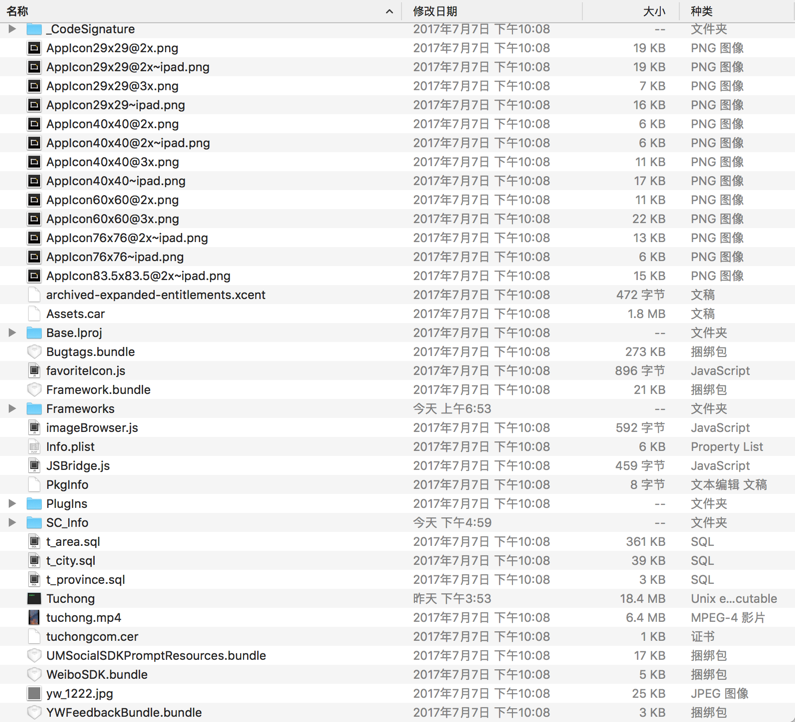 名称 修改日期 大小 种类
_CodeSignature 2017年7月7日 下午10:08 -- 文件夹
AppIcon29x29@2x.png 2017年7月7日 下午10:08 19 KB PNG 图像
AppIcon29x29@2x~ipad.png 2017年7月7日 下午10:08 19 KB PNG 图像
AppIcon29x29@3x.png 2017年7月7日 下午10:08 7 KB PNG 图像
AppIcon29x29~ipad.png 2017年7月7日 下午10:08 16 KB PNG 图像
AppIcon40x40@2x.png 2017年7月7日 下午10:08 6 KB PNG 图像
AppIcon40x40@2x~ipad.png 2017年7月7日 下午10:08 6 KB PNG 图像
AppIcon40x40@3x.png 2017年7月7日 下午10:08 11 KB PNG 图像
AppIcon40x40~ipad.png 2017年7月7日 下午10:08 17 KB PNG 图像
AppIcon60x60@2x.png 2017年7月7日 下午10:08 11 KB PNG 图像
AppIcon60x60@3x.png 2017年7月7日 下午10:08 22 KB PNG 图像
AppIcon76x76@2x~ipad.png 2017年7月7日 下午10:08 13 KB PNG 图像
AppIcon76x76~ipad.png 2017年7月7日 下午10:08 6 KB PNG 图像
AppIcon83.5x83.5@2x~ipad.png 2017年7月7日 下午10:08 15 KB PNG 图像
archived-expanded-entitlements.xcent 2017年7月7日 下午10:08 472 字节 文稿
Assets.car 2017年7月7日 下午10:08 1.8 MB 文稿
Base.lproj 2017年7月7日 下午10:08 -- 文件夹
Bugtags.bundle 2017年7月7日 下午10:08 273 KB 捆绑包
favoriteIcon.js 2017年7月7日 下午10:08 896 字节 JavaScript
Framework.bundle 2017年7月7日 下午10:08 21 KB 捆绑包
Frameworks 今天 上午6:53 -- 文件夹
imageBrowser.js 2017年7月7日 下午10:08 592 字节 JavaScript
Info.plist 2017年7月7日 下午10:08 6 KB Property List
JSBridge.js 2017年7月7日 下午10:08 459 字节 JavaScript
PkgInfo 2017年7月7日 下午10:08 8 字节 文本编辑 文稿
PlugIns 2017年7月7日 下午10:08 -- 文件夹
SC_Info 今天 下午4:59 -- 文件夹
t_area.sql 2017年7月7日 下午10:08 361 KB SQL
t_city.sql 2017年7月7日 下午10:08 39 KB SQL
t_province.sql 2017年7月7日 下午10:08 3 KB SQL
Tuchong 昨天 下午3:53 18.4 MB Unix e...cutable
tuchong.mp4 2017年7月7日 下午10:08 6.4 MB MPEG-4 影片
tuchongcom.cer 2017年7月7日 下午10:08 1 KB 证书
UMSocialSDKPromptResources.bundle 2017年7月7日 下午10:08 17 KB 捆绑包
WeiboSDK.bundle 2017年7月7日 下午10:08 5 KB 捆绑包
yw_1222.jpg 2017年7月7日 下午10:08 25 KB JPEG 图像
YWFeedbackBundle.bundle 2017年7月7日 下午10:08 3 KB 捆绑包